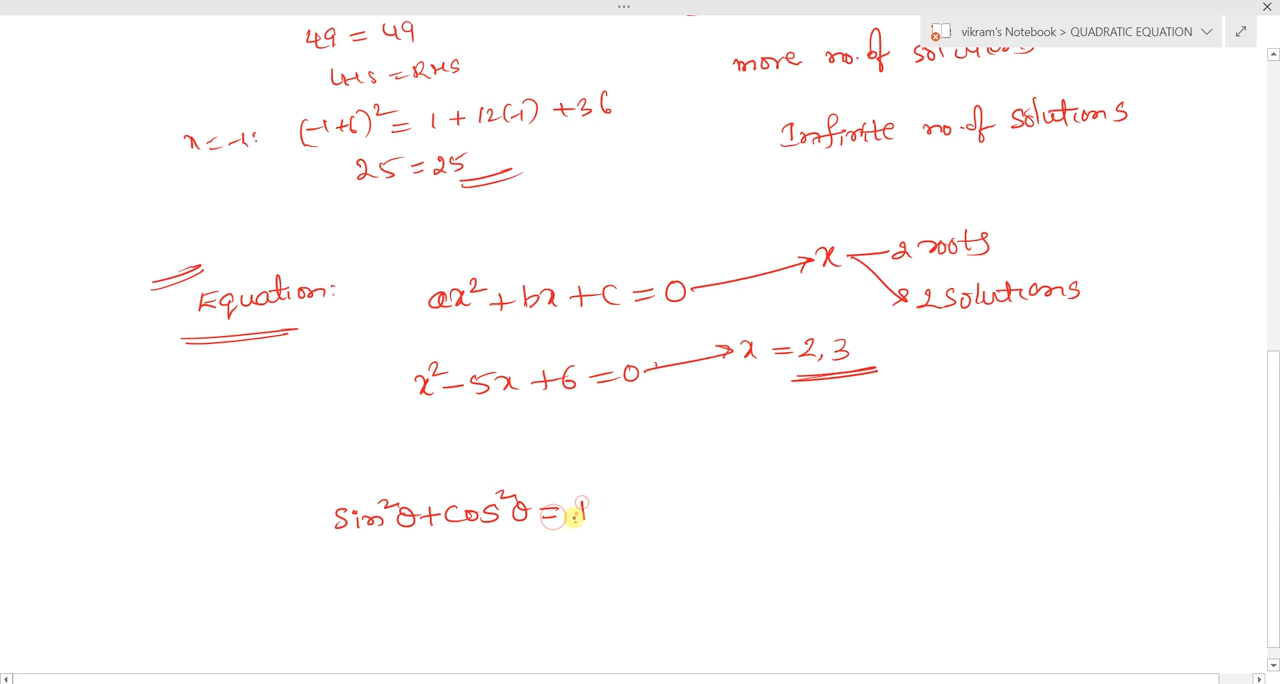 vikram's Notebook > QUADRATIC EQUATION
49 = 49
LHS = RHS
more no. of solutions
x = -1: (-1+6)² = 1 + 12(-1) + 36
Infinite no. of solutions
25 = 25
Equation: ax² + bx + c = 0 → x — 2 roots
2 solutions
x² - 5x + 6 = 0 → x = 2, 3
sin²θ + cos²θ = 1